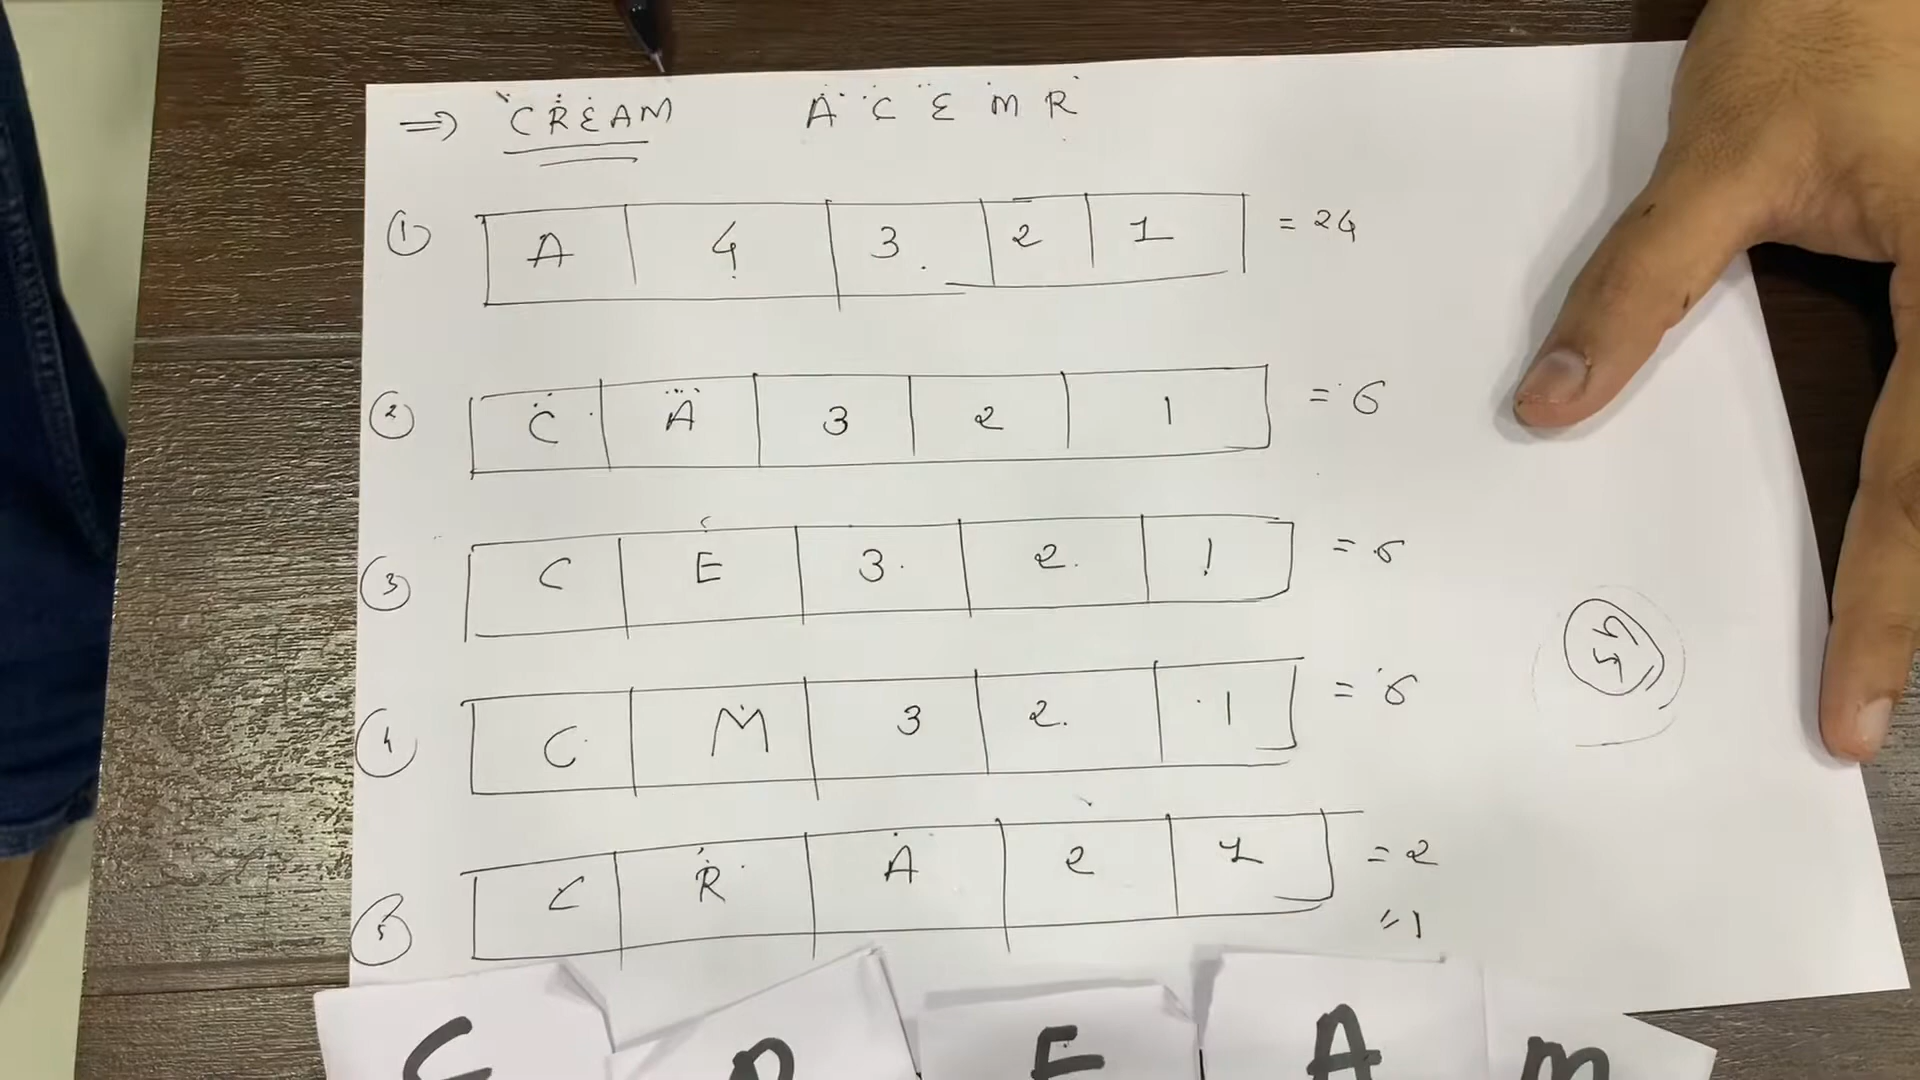 ⇒ CREAM A C E M R
① A 4 3 2 1 = 24
② C A 3 2 1 = 6
③ C E 3 2 1 = 6
④ C M 3 2 1 = 6
⑤ C R A 2 1 = 2
= 1
45
C R E A M